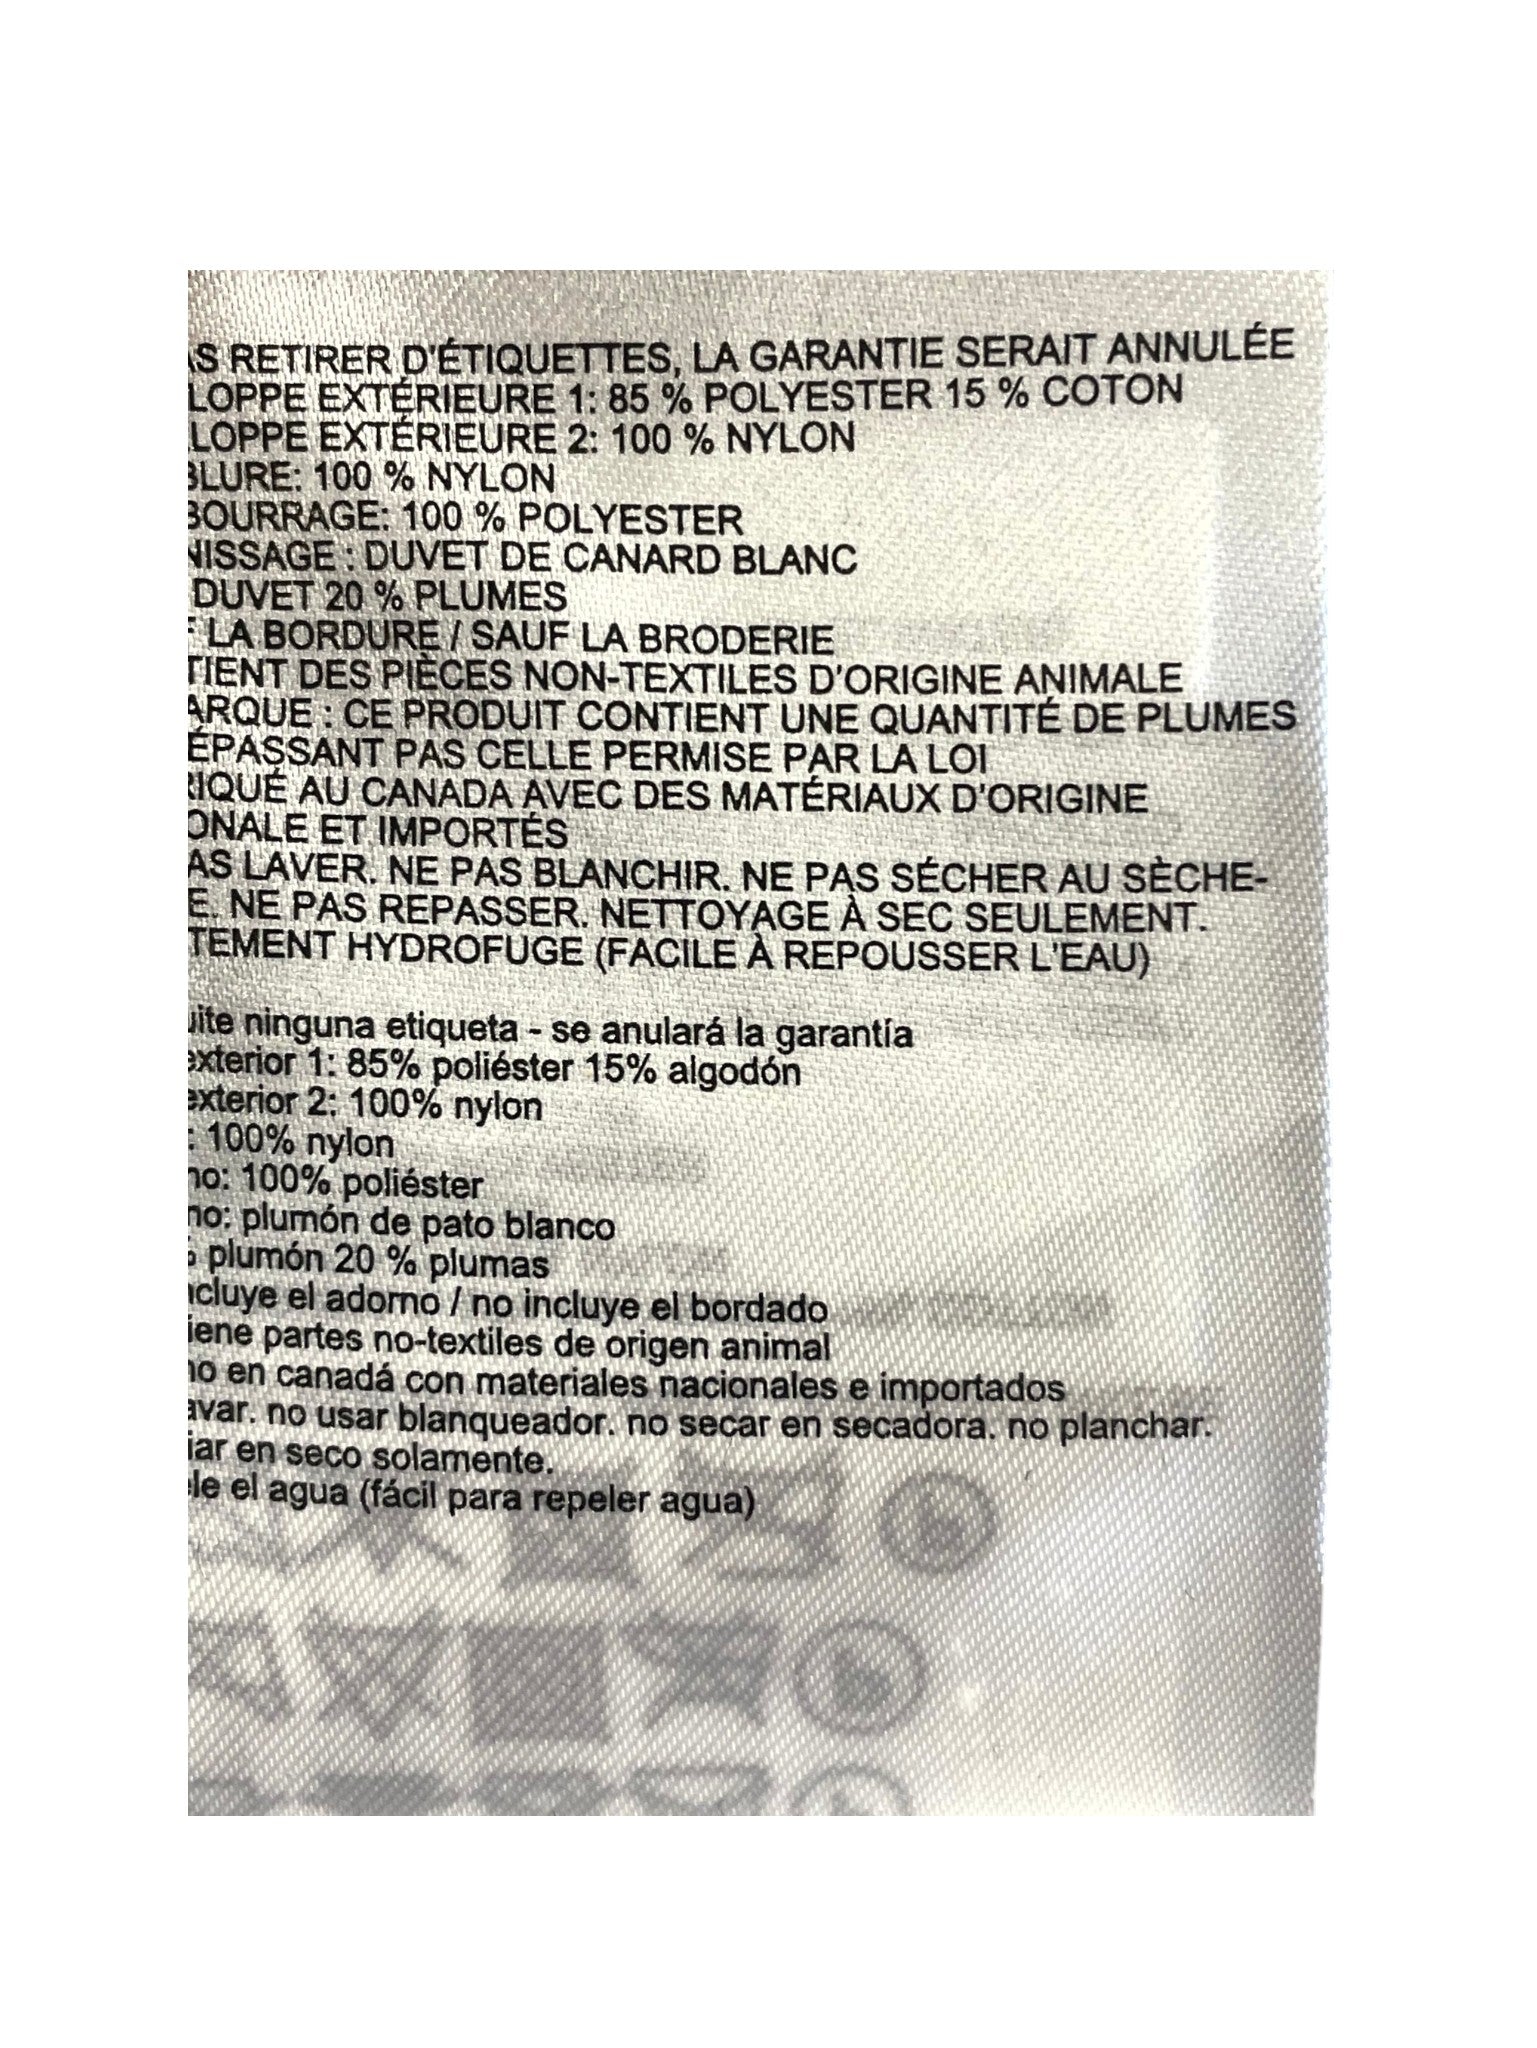 AS RETIRER D'ÉTIQUETTES, LA GARANTIE SERAIT ANNULÉE
LOPPE EXTÉRIEURE 1: 85 % POLYESTER 15 % COTON
LOPPE EXTÉRIEURE 2: 100 % NYLON
BLURE: 100 % NYLON
BOURRAGE: 100 % POLYESTER
NISSAGE : DUVET DE CANARD BLANC
DUVET 20 % PLUMES
F LA BORDURE / SAUF LA BRODERIE
TIENT DES PIÈCES NON-TEXTILES D'ORIGINE ANIMALE
ARQUE : CE PRODUIT CONTIENT UNE QUANTITÉ DE PLUMES
ÉPASSANT PAS CELLE PERMISE PAR LA LOI
RIQUÉ AU CANADA AVEC DES MATÉRIAUX D'ORIGINE
ONALE ET IMPORTÉS
AS LAVER. NE PAS BLANCHIR. NE PAS SÉCHER AU SÈCHE-
E. NE PAS REPASSER. NETTOYAGE À SEC SEULEMENT.
TEMENT HYDROFUGE (FACILE À REPOUSSER L'EAU)
uite ninguna etiqueta - se anulará la garantía
exterior 1: 85% poliéster 15% algodón
exterior 2: 100% nylon
: 100% nylon
no: 100% poliéster
no: plumón de pato blanco
% plumón 20 % plumas
ncluye el adorno / no incluye el bordado
iene partes no-textiles de origen animal
ho en canadá con materiales nacionales e importados
avar. no usar blanqueador. no secar en secadora. no planchar.
iar en seco solamente.
le el agua (fácil para repeler agua)